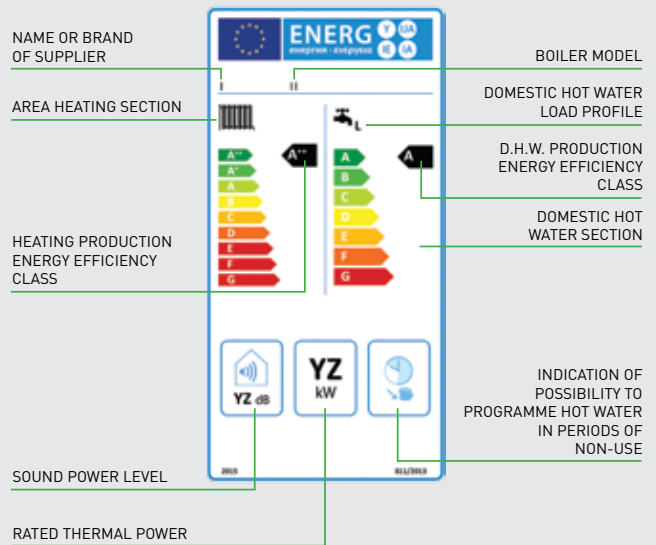 NAME OR BRAND
OF SUPPLIER
AREA HEATING SECTION
HEATING PRODUCTION
ENERGY EFFICIENCY
CLASS
SOUND POWER LEVEL
RATED THERMAL POWER
ENERG
енергия · ενεργεια
Y
IJA
IE
IA
I
II
L
A++
A+
A
B
C
D
E
F
G
A++
A
B
C
D
E
F
G
A
YZ dB
YZ
kW
2015
811/2013
BOILER MODEL
DOMESTIC HOT WATER
LOAD PROFILE
D.H.W. PRODUCTION
ENERGY EFFICIENCY
CLASS
DOMESTIC HOT
WATER SECTION
INDICATION OF
POSSIBILITY TO
PROGRAMME HOT WATER
IN PERIODS OF
NON-USE